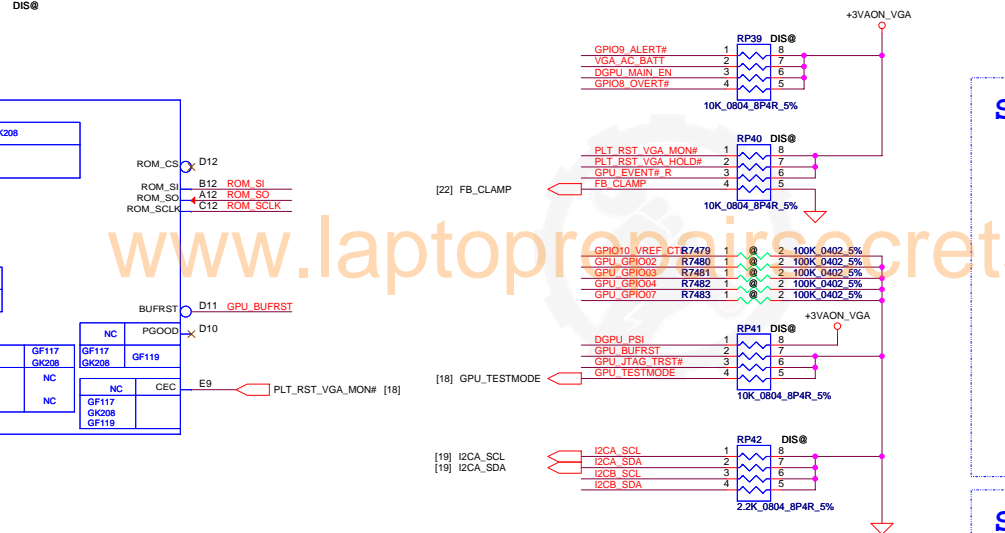 DIS@
K208
ROM_CS D12
ROM_SI B12 ROM_SI
ROM_SO A12 ROM_SO
ROM_SCLK C12 ROM_SCLK
BUFRST D11 GPU_BUFRST
PGOOD D10
NC
GF117 GF117 GF119
GK208 GK208
NC
NC
NC CEC E9 PLT_RST_VGA_MON# [18]
GF117
GK208
GF119
+3VAON_VGA
RP39 DIS@
GPIO9_ALERT# 1 8
VGA_AC_BATT 2 7
DGPU_MAIN_EN 3 6
GPIO8_OVERT# 4 5
10K_0804_8P4R_5%
RP40 DIS@
PLT_RST_VGA_MON# 1 8
PLT_RST_VGA_HOLD# 2 7
GPU_EVENT#_R 3 6
[22] FB_CLAMP FB_CLAMP 4 5
10K_0804_8P4R_5%
www.laptoprepairsecrets
GPIO10_VREF_CTR7479 1 @ 2 100K_0402_5%
GPU_GPIO02 R7480 1 @ 2 100K_0402_5%
GPU_GPIO03 R7481 1 @ 2 100K_0402_5%
GPU_GPIO04 R7482 1 @ 2 100K_0402_5%
GPU_GPIO07 R7483 1 @ 2 100K_0402_5%
+3VAON_VGA
RP41 DIS@
DGPU_PSI 1 8
GPU_BUFRST 2 7
GPU_JTAG_TRST# 3 6
[18] GPU_TESTMODE GPU_TESTMODE 4 5
10K_0804_8P4R_5%
RP42 DIS@
[19] I2CA_SCL I2CA_SCL 1 8
[19] I2CA_SDA I2CA_SDA 2 7
I2CB_SCL 3 6
I2CB_SDA 4 5
2.2K_0804_8P4R_5%
S
S